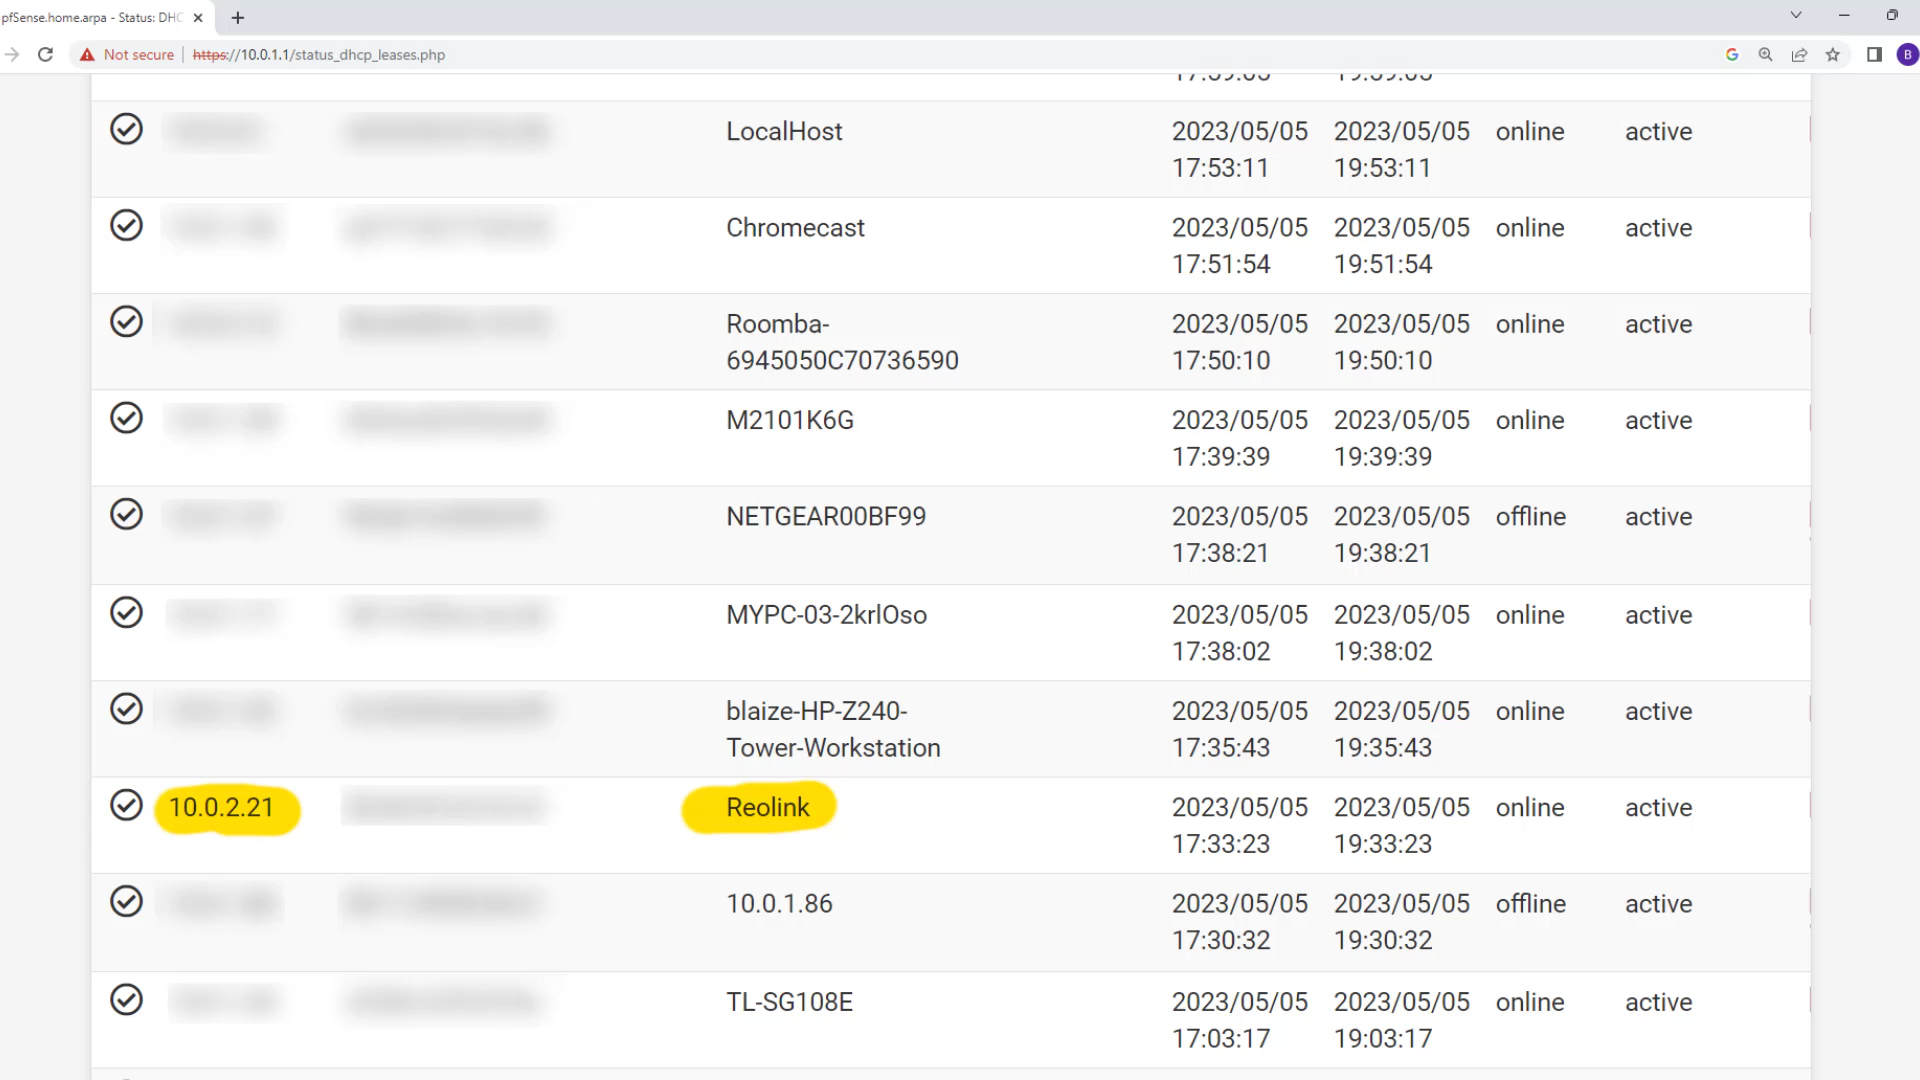 pfSense.home.arpa - Status: DHC
Not secure | https://10.0.1.1/status_dhcp_leases.php
B
17:39:03 19:39:03
LocalHost 2023/05/05 2023/05/05 online active
17:53:11 19:53:11
Chromecast 2023/05/05 2023/05/05 online active
17:51:54 19:51:54
Roomba- 2023/05/05 2023/05/05 online active
6945050C70736590 17:50:10 19:50:10
M2101K6G 2023/05/05 2023/05/05 online active
17:39:39 19:39:39
NETGEAR00BF99 2023/05/05 2023/05/05 offline active
17:38:21 19:38:21
MYPC-03-2krlOso 2023/05/05 2023/05/05 online active
17:38:02 19:38:02
blaize-HP-Z240- 2023/05/05 2023/05/05 online active
Tower-Workstation 17:35:43 19:35:43
10.0.2.21 Reolink 2023/05/05 2023/05/05 online active
17:33:23 19:33:23
10.0.1.86 2023/05/05 2023/05/05 offline active
17:30:32 19:30:32
TL-SG108E 2023/05/05 2023/05/05 online active
17:03:17 19:03:17